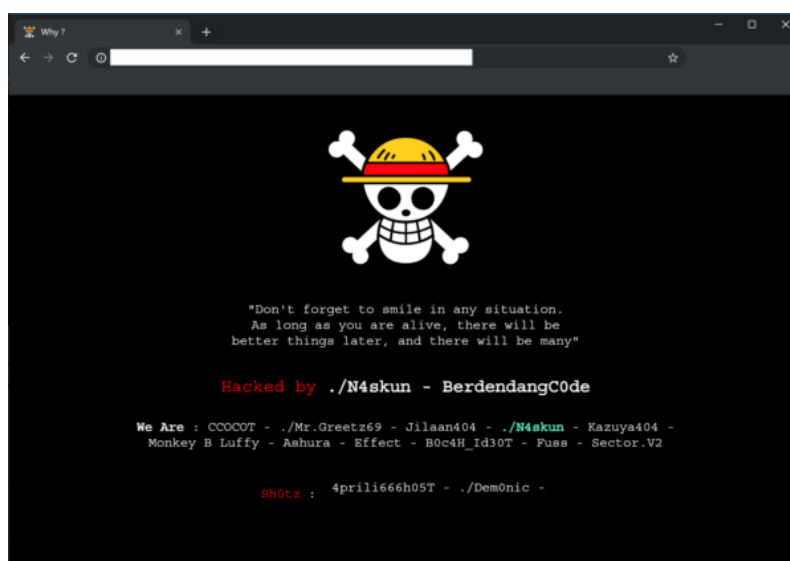 Why ?
"Don't forget to smile in any situation.
As long as you are alive, there will be
better things later, and there will be many"
Hacked by ./N4skun - BerdendangC0de
We Are : CCOCOT - ./Mr.Greetz69 - Jilaan404 - ./N4skun - Kazuya404 -
Monkey B Luffy - Ashura - Effect - B0c4H_Id30T - Fuss - Sector.V2
Sh0tz : 4prili666h05T - ./Dem0nic -